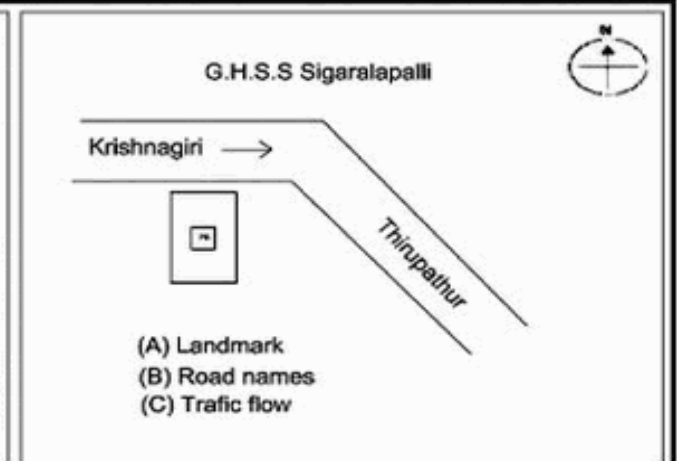 N
G.H.S.S Sigaralapalli
Krishnagiri
Thirupathur
(A) Landmark
(B) Road names
(C) Trafic flow